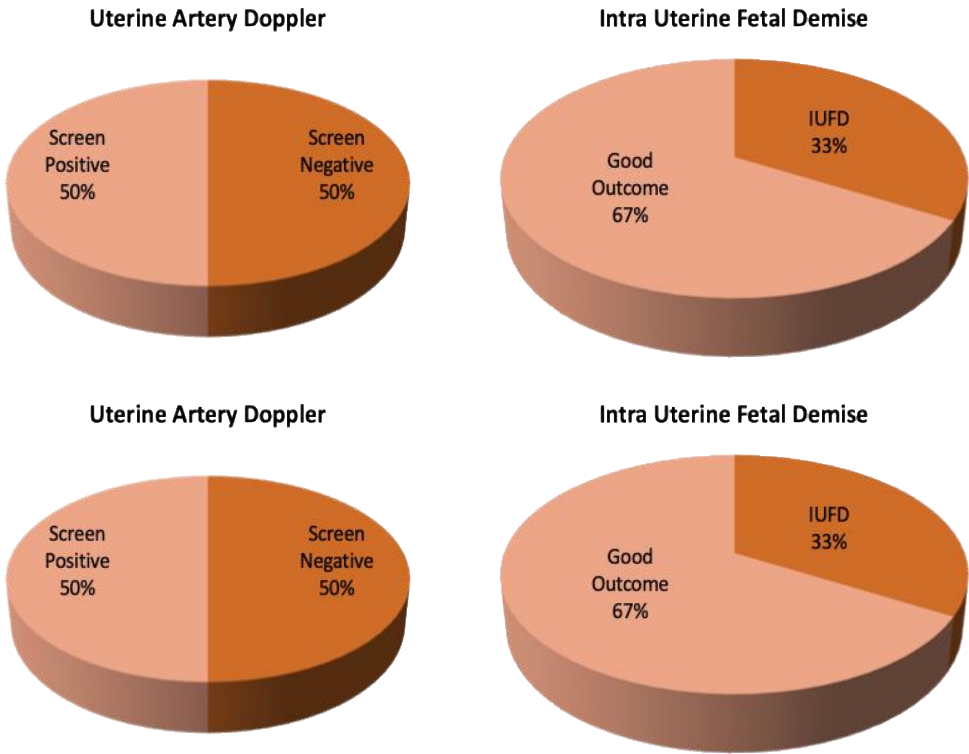 Uterine Artery Doppler
Screen
Positive
50%
Screen
Negative
50%
Intra Uterine Fetal Demise
IUFD
33%
Good
Outcome
67%
Uterine Artery Doppler
Screen
Positive
50%
Screen
Negative
50%
Intra Uterine Fetal Demise
IUFD
33%
Good
Outcome
67%